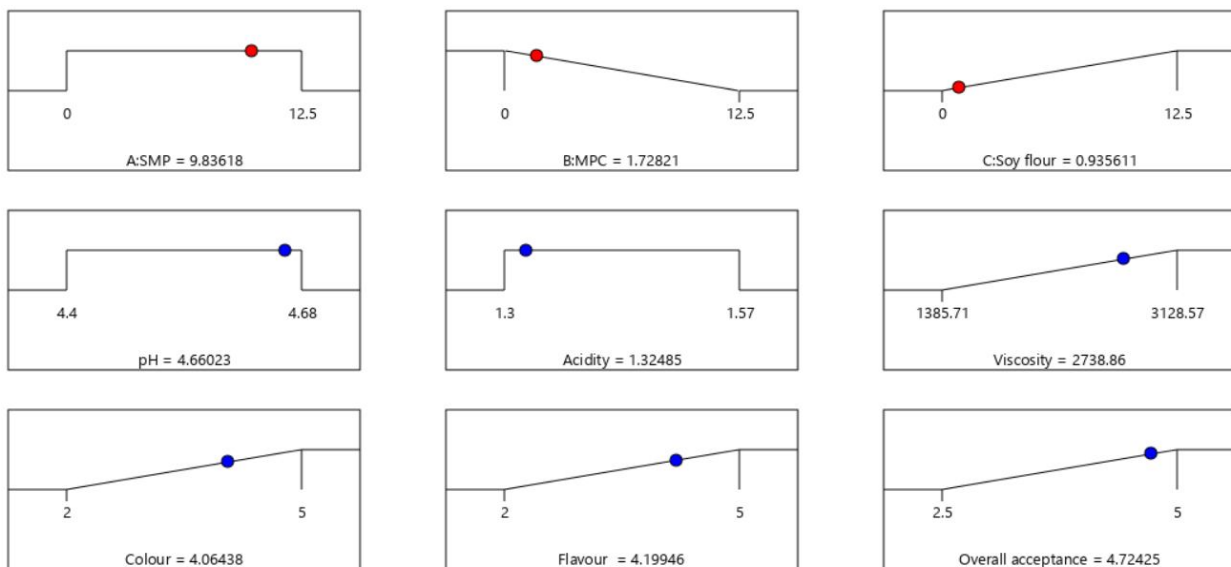 0 12.5
A:SMP = 9.83618
0 12.5
B:MPC = 1.72821
0 12.5
C:Soy flour = 0.935611
4.4 4.68
pH = 4.66023
1.3 1.57
Acidity = 1.32485
1385.71 3128.57
Viscosity = 2738.86
2 5
Colour = 4.06438
2 5
Flavour = 4.19946
2.5 5
Overall acceptance = 4.72425